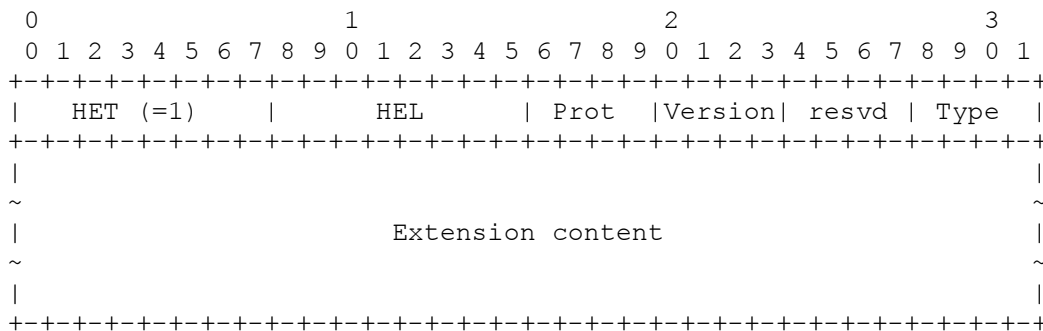 0                   1                   2                   3
 0 1 2 3 4 5 6 7 8 9 0 1 2 3 4 5 6 7 8 9 0 1 2 3 4 5 6 7 8 9 0 1
+-+-+-+-+-+-+-+-+-+-+-+-+-+-+-+-+-+-+-+-+-+-+-+-+-+-+-+-+-+-+-+-+
|   HET (=1)    |      HEL      | Prot  |Version| resvd | Type  |
+-+-+-+-+-+-+-+-+-+-+-+-+-+-+-+-+-+-+-+-+-+-+-+-+-+-+-+-+-+-+-+-+
|                                                               |
~                                                               ~
|                       Extension content                       |
~                                                               ~
|                                                               |
+-+-+-+-+-+-+-+-+-+-+-+-+-+-+-+-+-+-+-+-+-+-+-+-+-+-+-+-+-+-+-+-+